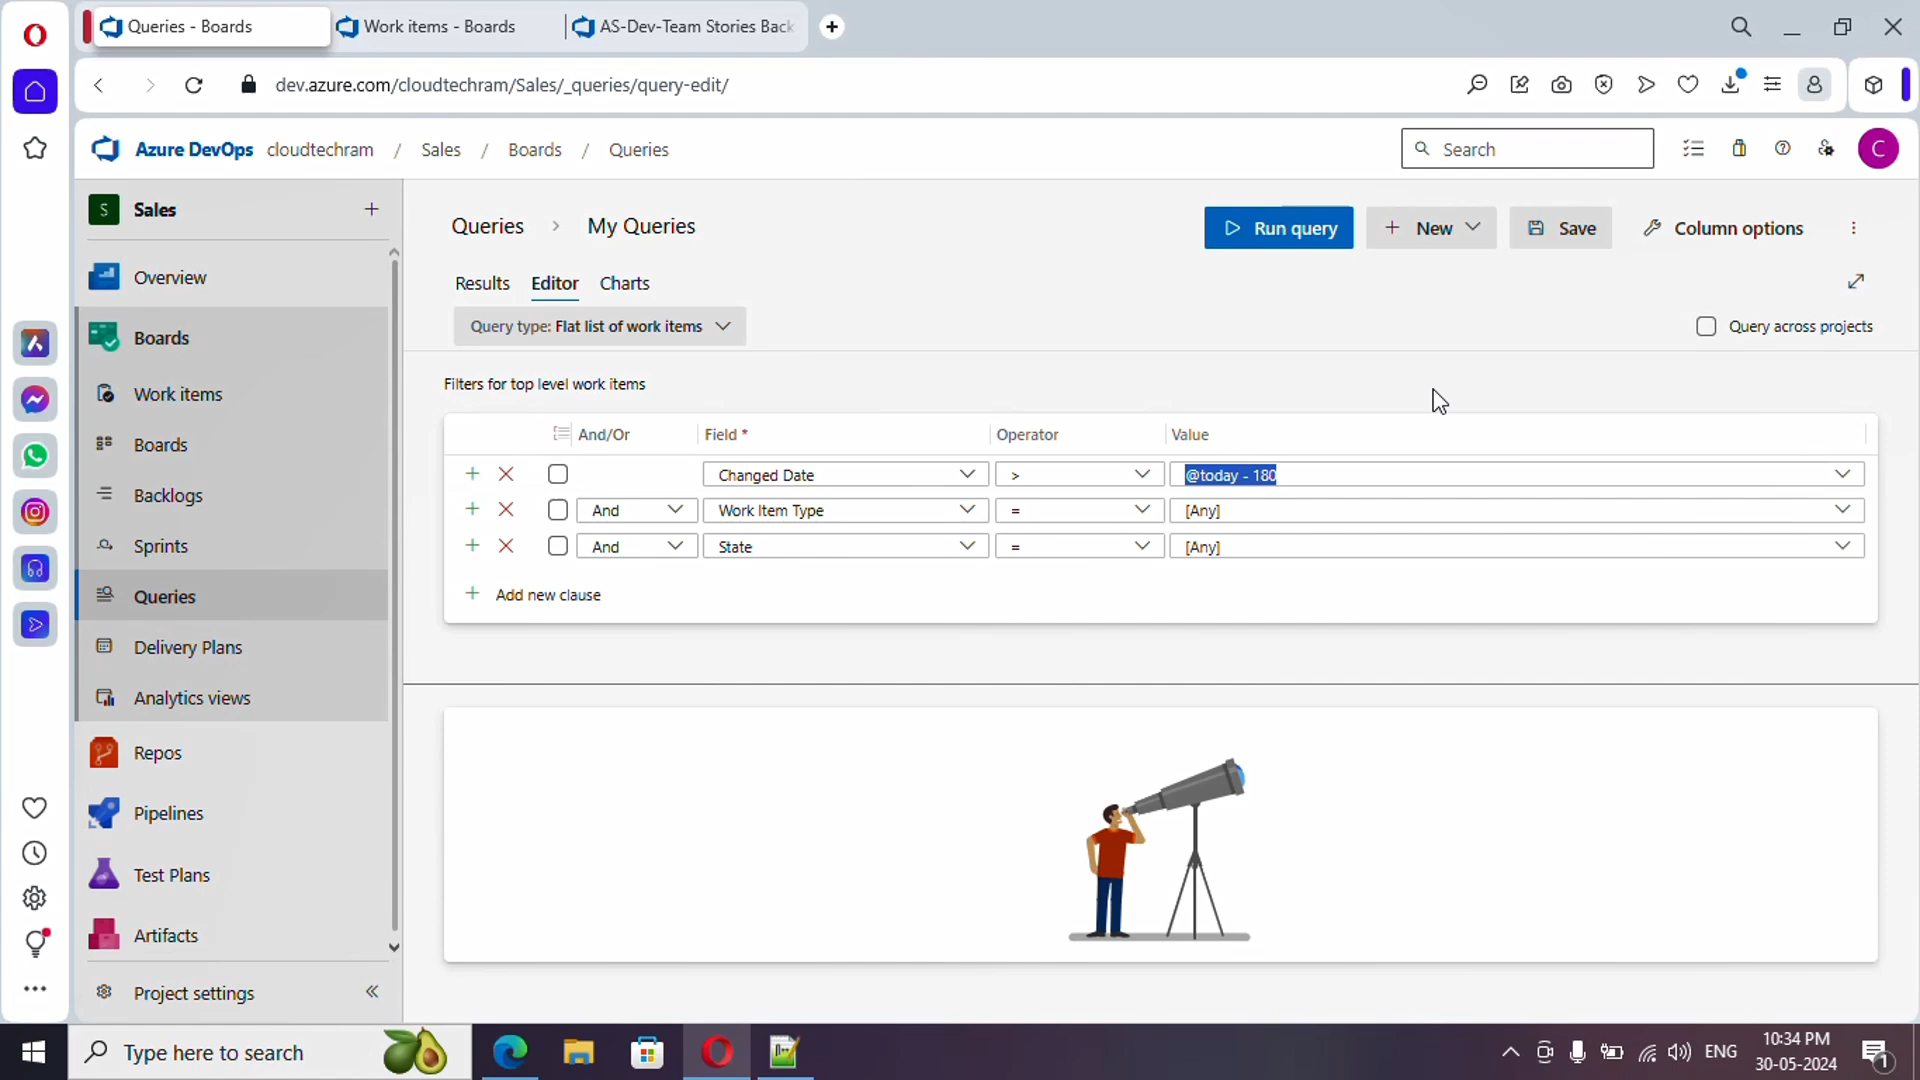 Queries - Boards
Work items - Boards
AS-Dev-Team Stories Back
dev.azure.com/cloudtechram/Sales/_queries/query-edit/
Azure DevOps cloudtechram / Sales / Boards / Queries
Search
C
S Sales
Overview
Boards
Work items
Boards
Backlogs
Sprints
Queries
Delivery Plans
Analytics views
Repos
Pipelines
Test Plans
Artifacts
Project settings
Queries > My Queries
Run query
New
Save
Column options
Results Editor Charts
Query type: Flat list of work items
Query across projects
Filters for top level work items
And/Or Field * Operator Value
Changed Date > @today - 180
And Work Item Type = [Any]
And State = [Any]
+ Add new clause
Type here to search
ENG
10:34 PM
30-05-2024
1